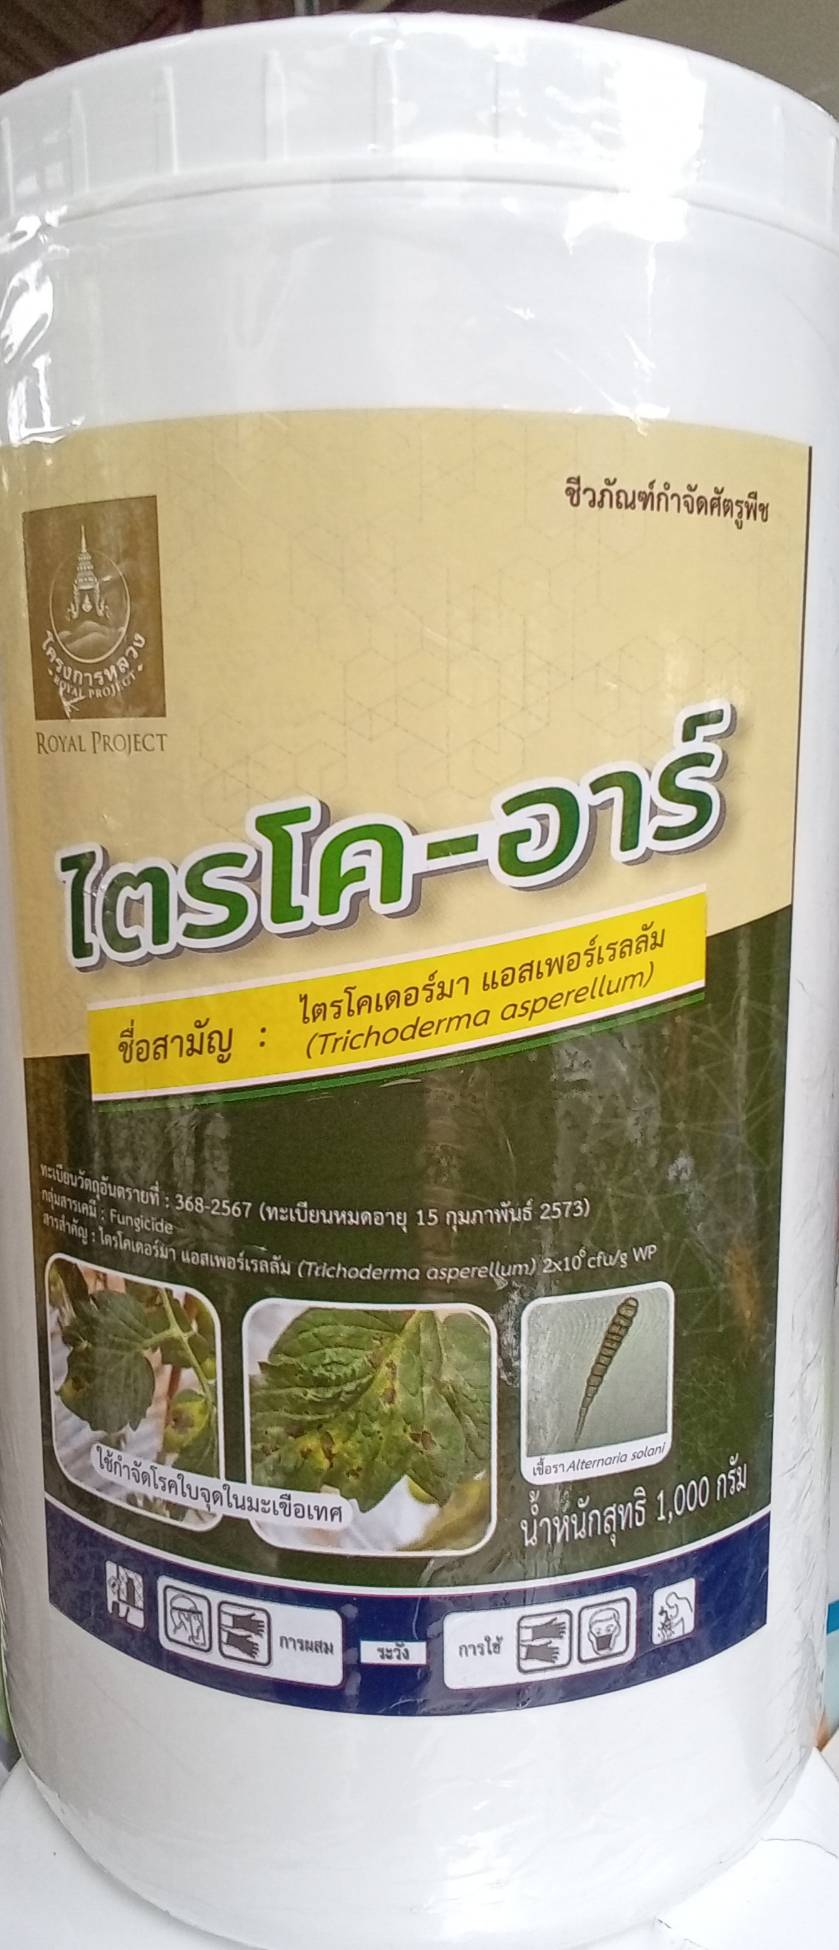 ชีวภัณฑ์กำจัดศัตรูพืช
โครงการหลวง
ROYAL PROJECT
ROYAL PROJECT
ไตรโค-อาร์
ชื่อสามัญ : ไตรโคเดอร์มา แอสเพอร์เรลลัม
(Trichoderma asperellum)
ทะเบียนวัตถุอันตรายที่ : 368-2567 (ทะเบียนหมดอายุ 15 กุมภาพันธ์ 2573)
กลุ่มสารเคมี : Fungicide
สารสำคัญ : ไตรโคเดอร์มา แอสเพอร์เรลลัม (Trichoderma asperellum) 2x10⁶ cfu/g WP
เชื้อรา Alternaria solani
ใช้กำจัดโรคใบจุดในมะเขือเทศ
น้ำหนักสุทธิ 1,000 กรัม
การผสม ระวัง การใช้